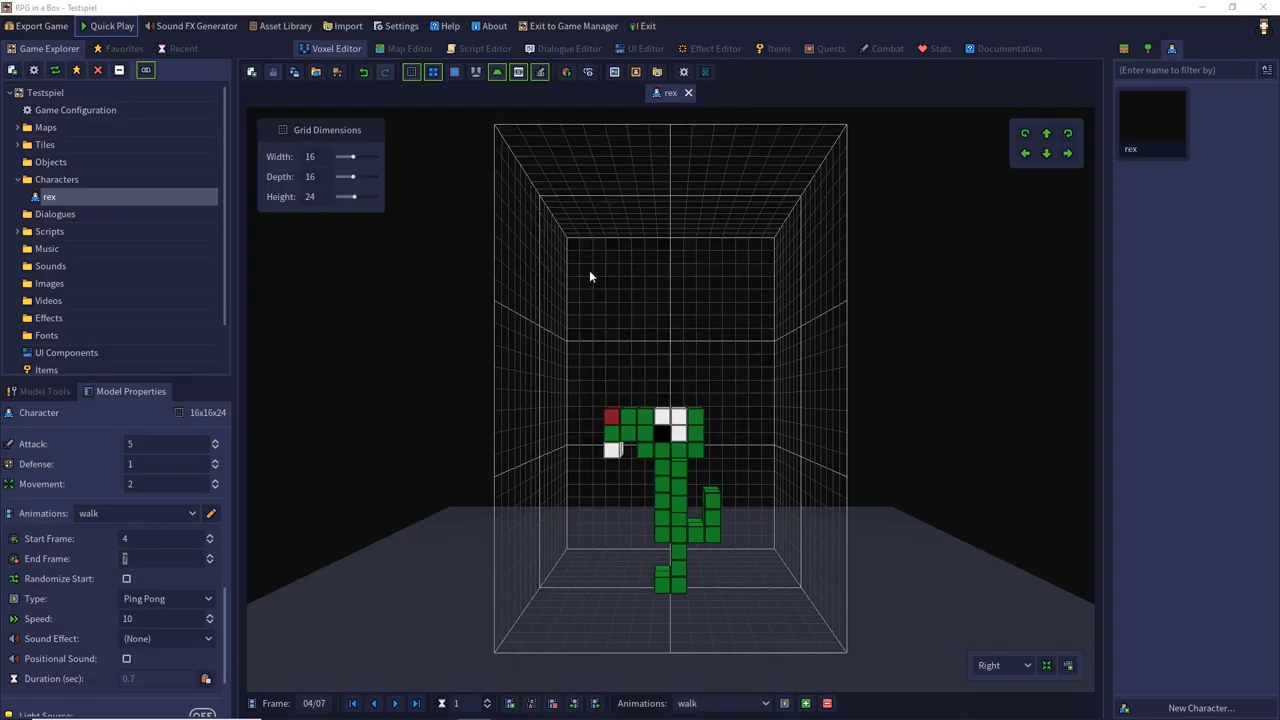 RPG in a Box - Testspiel
Export Game Quick Play Sound FX Generator Asset Library Import Settings Help About Exit to Game Manager Exit
Game Explorer Favorites Recent Voxel Editor Map Editor Script Editor Dialogue Editor UI Editor Effect Editor Items Quests Combat Stats Documentation
(Enter name to filter by)
rex
Testspiel
Game Configuration
Maps
Tiles
Objects
Characters
rex
Dialogues
Scripts
Music
Sounds
Images
Videos
Effects
Fonts
UI Components
Items
Grid Dimensions
Width: 16
Depth: 16
Height: 24
rex
Model Tools Model Properties
Character 16x16x24
Attack: 5
Defense: 1
Movement: 2
Animations: walk
Start Frame: 4
End Frame: 7
Randomize Start:
Type: Ping Pong
Speed: 10
Sound Effect: (None)
Positional Sound:
Duration (sec): 0.7
Light Source: OFF
Right
Frame: 04/07 1 Animations: walk
New Character...